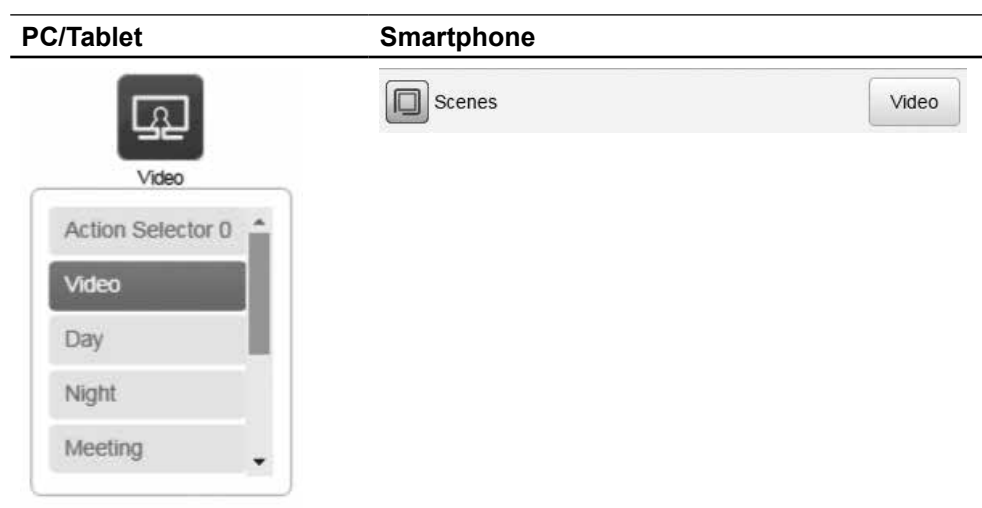 PC/Tablet Smartphone
Scenes Video
Video
Action Selector 0
Video
Day
Night
Meeting